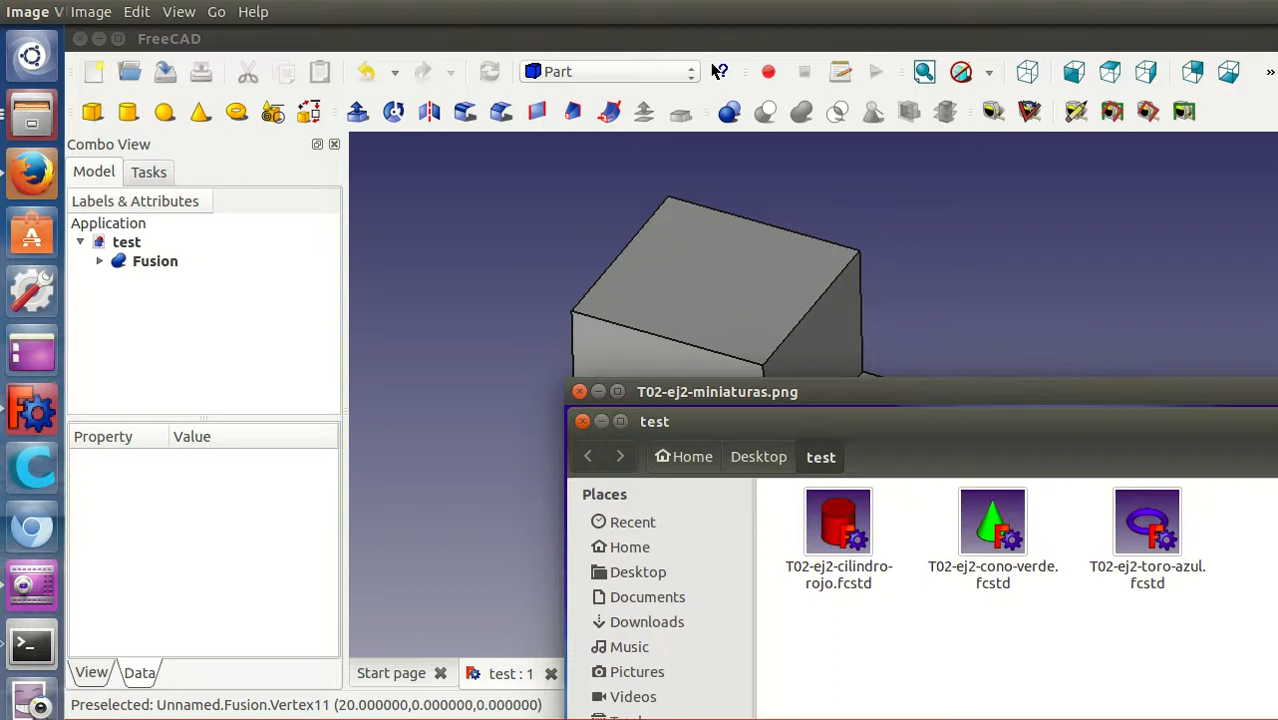 Image V Image Edit View Go Help
FreeCAD
Part
»
Combo View
Model Tasks
Labels & Attributes
Application
test
Fusion
T02-ej2-miniaturas.png
test
Property Value
Home Desktop test
Places
Recent
Home
Desktop
Documents
Downloads
Music
Pictures
Videos
T02-ej2-cilindro-
rojo.fcstd
T02-ej2-cono-verde.
fcstd
T02-ej2-toro-azul.
fcstd
View Data
Start page test : 1
Preselected: Unnamed.Fusion.Vertex11 (20.000000,0.000000,0.000000)